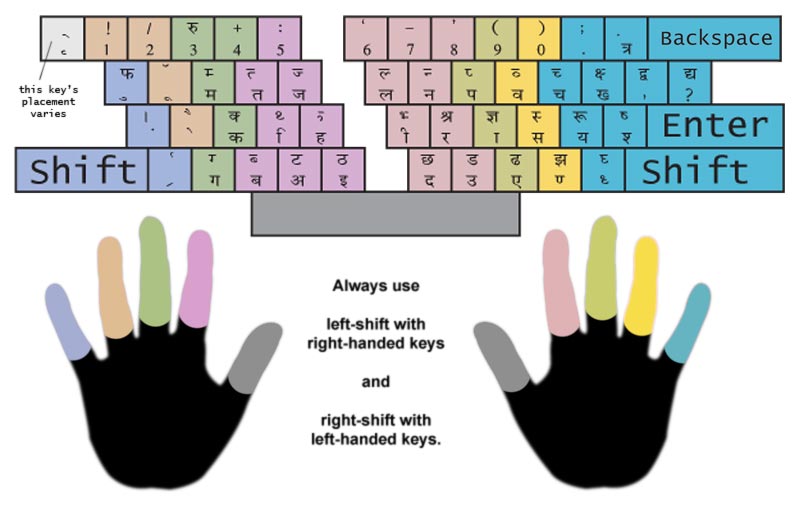 ! / रु + : ‘ – ’ ( ) ; Backspace
1 2 3 4 5 6 7 8 9 0 . त्र
this key's
placement
varies
फ म्‍ त्‍ ज्‍ ल्‍ न्‍ प्‍ च्‍ क्ष्‍ द्व द्य
म त ज ल न प व च ख्‍ , ?
। क्‍ थ्‍ भ्‍ श्र ज्ञ स्‍ रू ष्‍ Enter
. े क ि ह ी र ा स य श्‍
Shift ग्‍ ब्‍ ट ठ छ ड ढ झ घ्‍ Shift
ग ब अ इ द उ ए ण्‍ ध्‍
Always use
left-shift with
right-handed keys
and
right-shift with
left-handed keys.